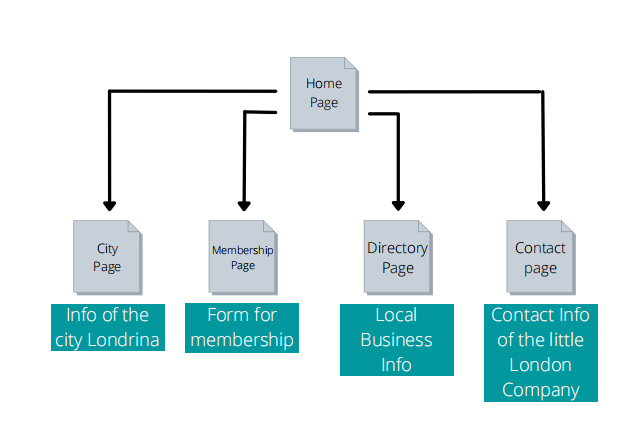 Home
Page
City
Page
Membership
Page
Directory
Page
Contact
page
Info of the
city Londrina
Form for
membership
Local
Business
Info
Contact Info
of the little
London
Company